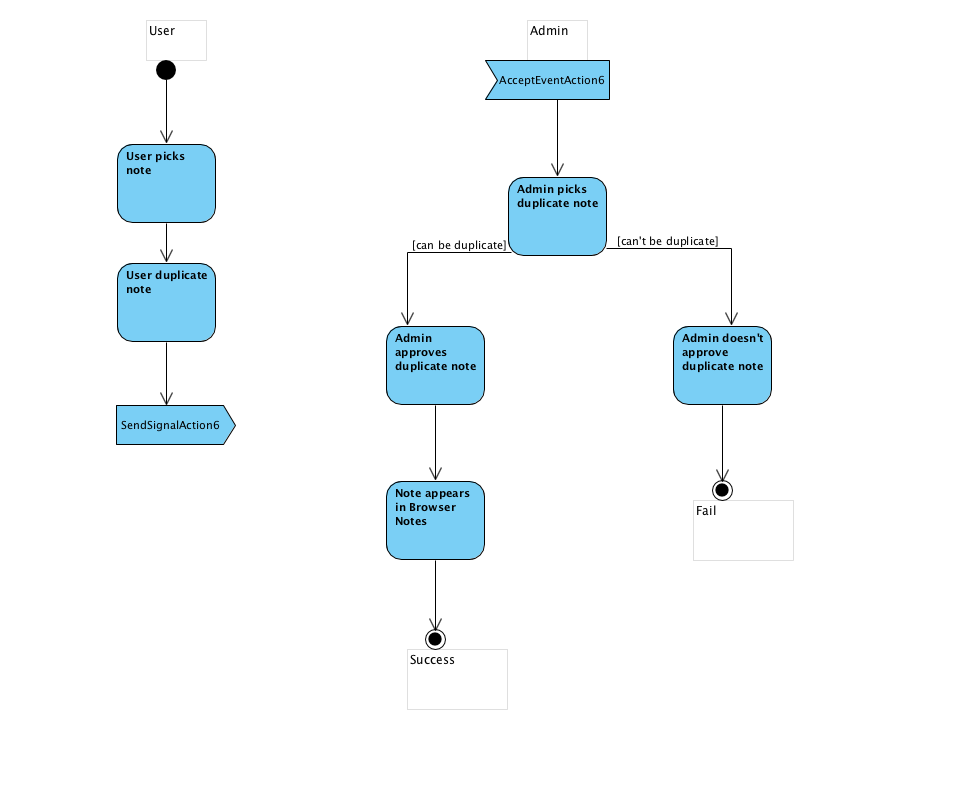 User
User picks
note
User duplicate
note
SendSignalAction6
Admin
AcceptEventAction6
Admin picks
duplicate note
[can be duplicate]
[can't be duplicate]
Admin
approves
duplicate note
Admin doesn't
approve
duplicate note
Note appears
in Browser
Notes
Fail
Success